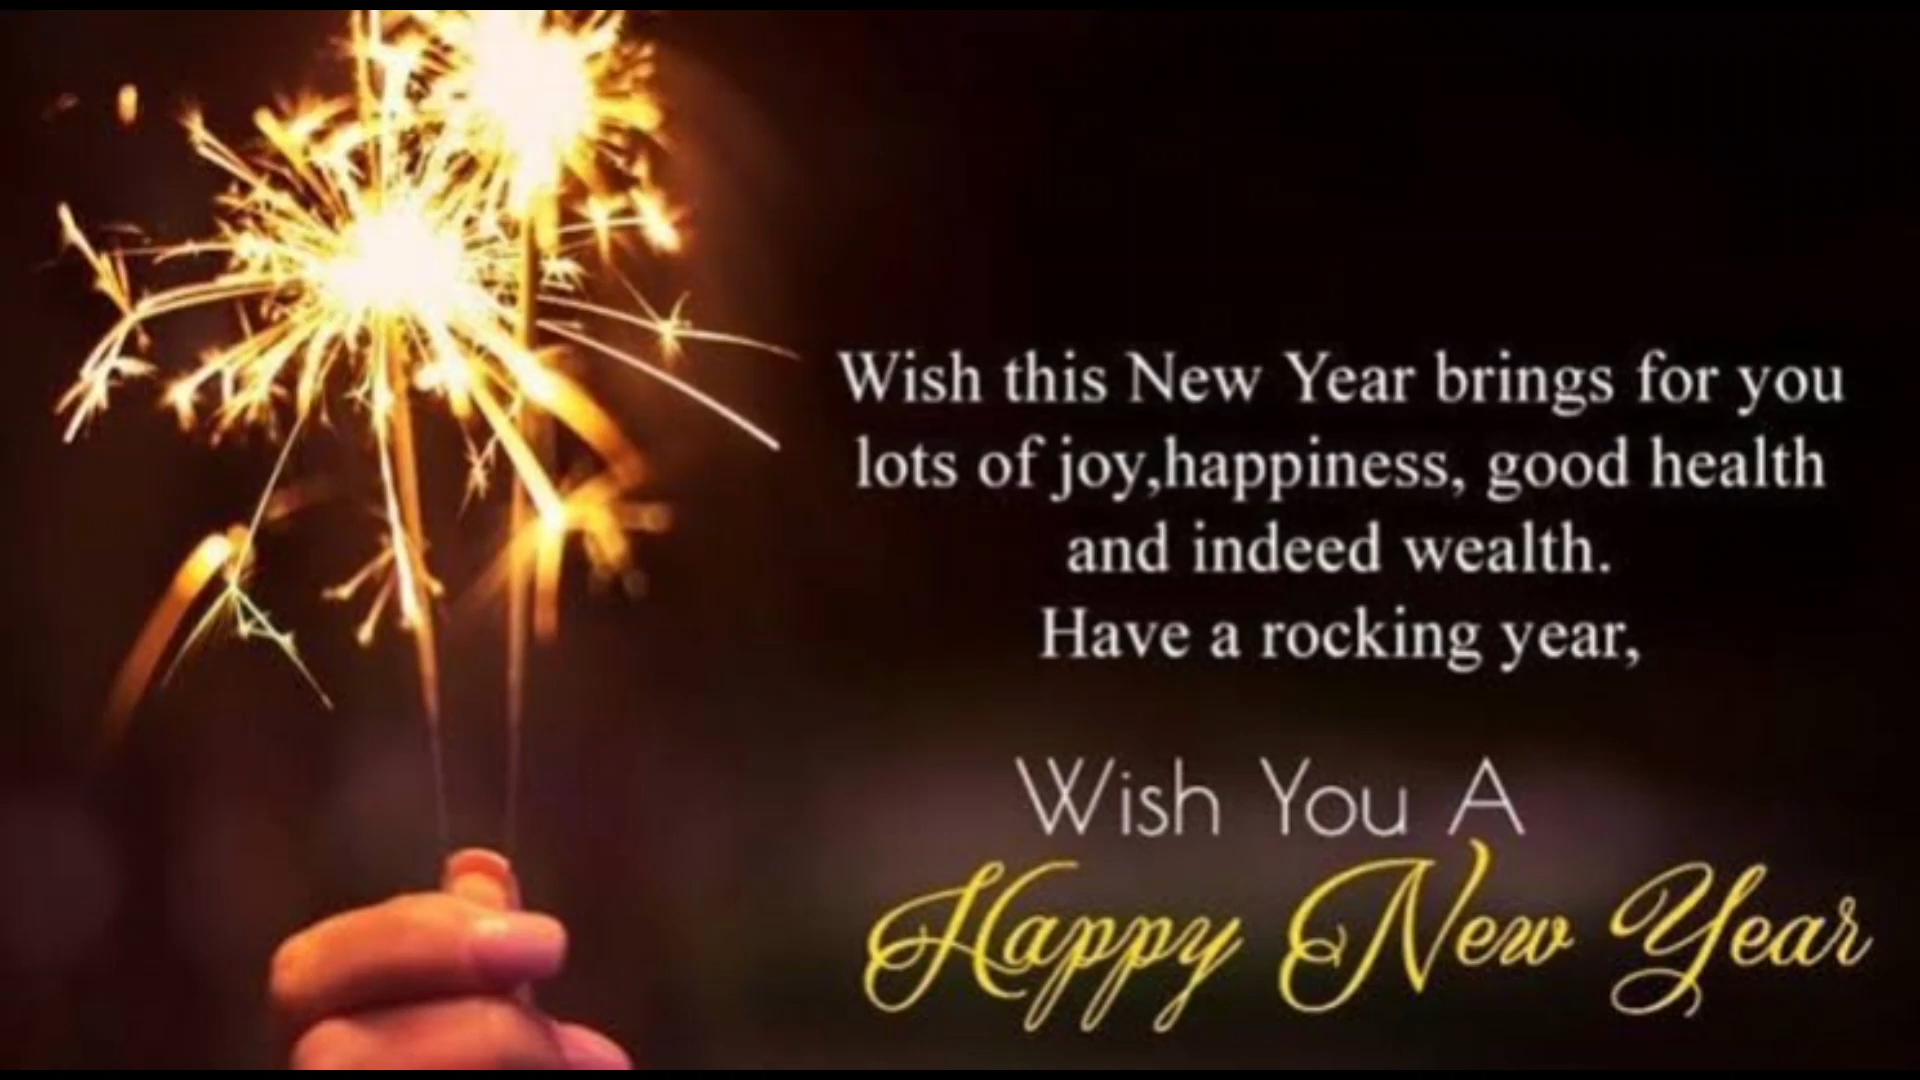 Wish this New Year brings for you
lots of joy,happiness, good health
and indeed wealth.
Have a rocking year,
Wish You A
Happy New Year